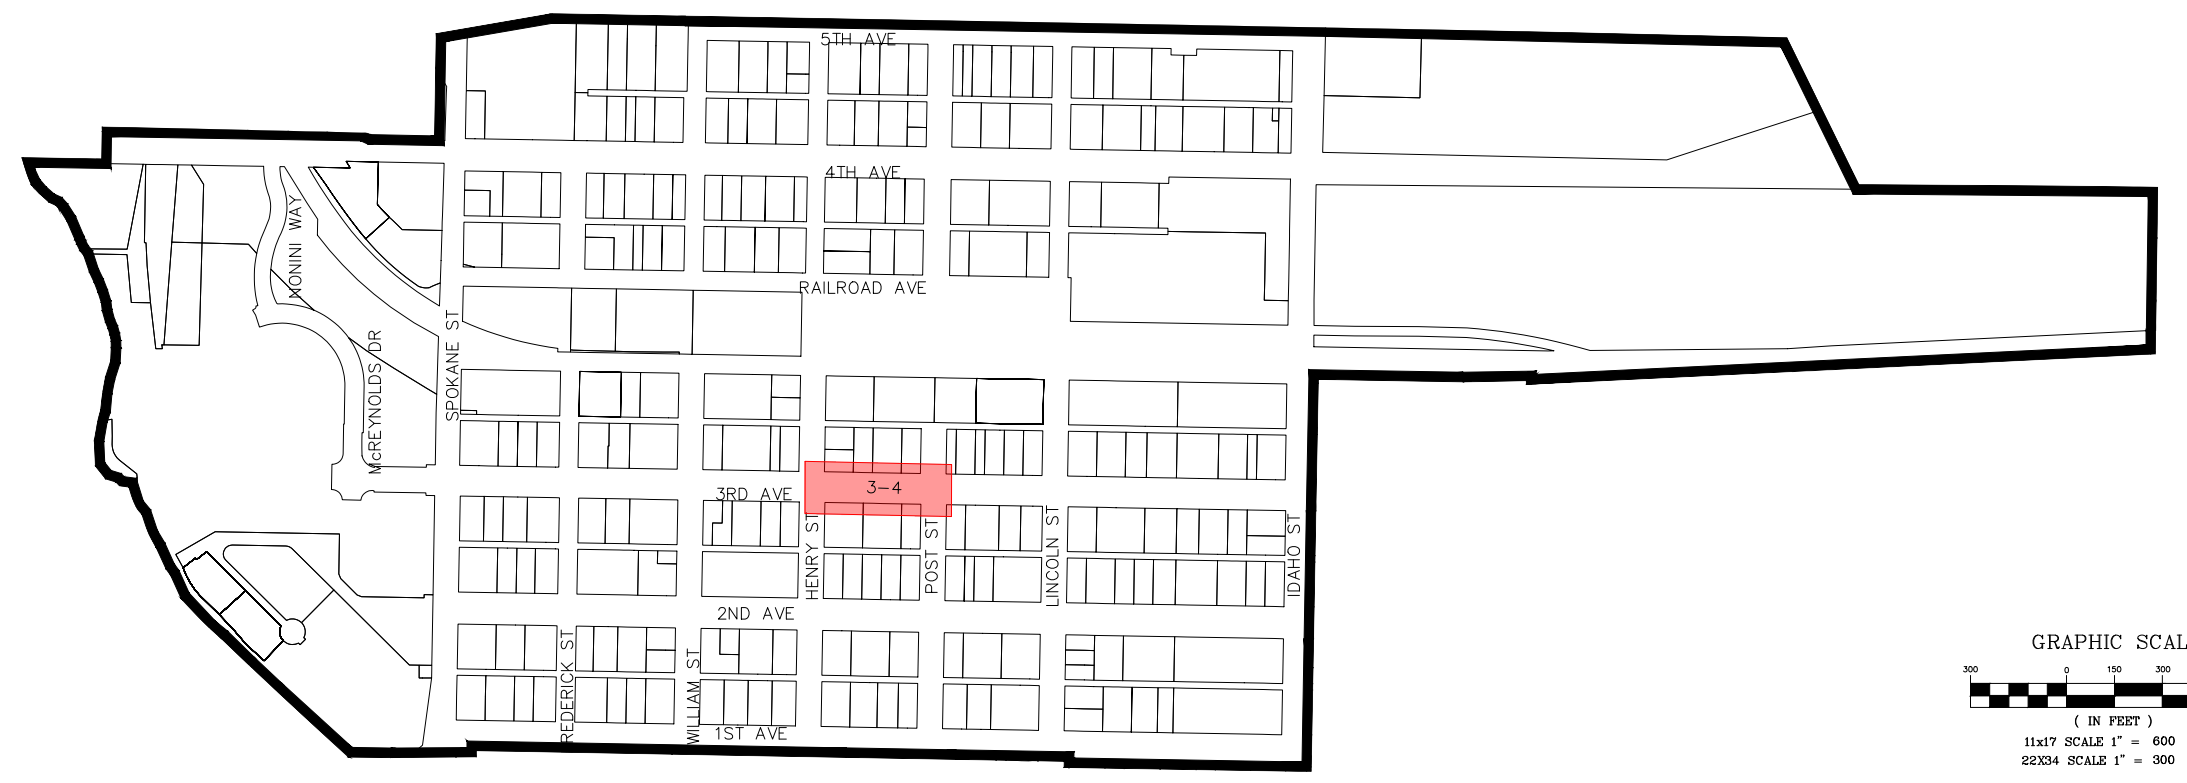 5TH AVE
4TH AVE
MONINI WAY
RAILROAD AVE
SPOKANE ST
McREYNOLDS DR
3-4
3RD AVE
HENRY ST
POST ST
LINCOLN ST
IDAHO ST
2ND AVE
FREDERICK ST
WILLIAM ST
1ST AVE
GRAPHIC SCAL
300 0 150 300
( IN FEET )
11x17 SCALE 1" = 600
22X34 SCALE 1" = 300